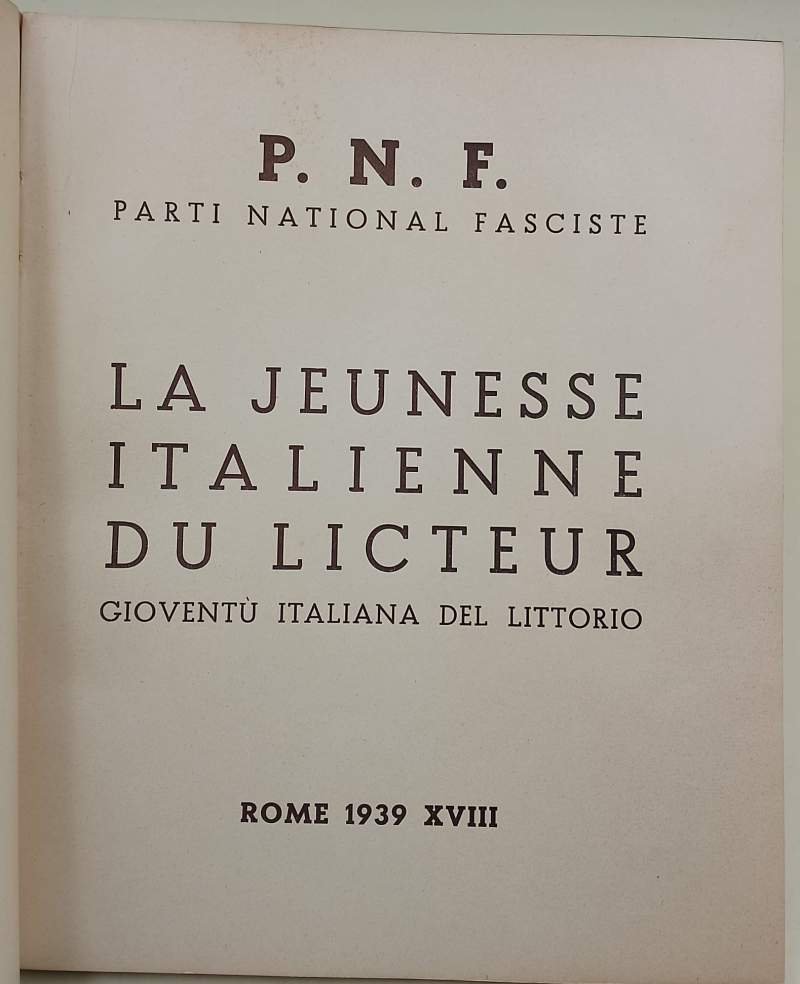 P. N. F.
PARTI NATIONAL FASCISTE
LA JEUNESSE
ITALIENNE
DU LICTEUR
GIOVENTÙ ITALIANA DEL LITTORIO
ROME 1939 XVIII